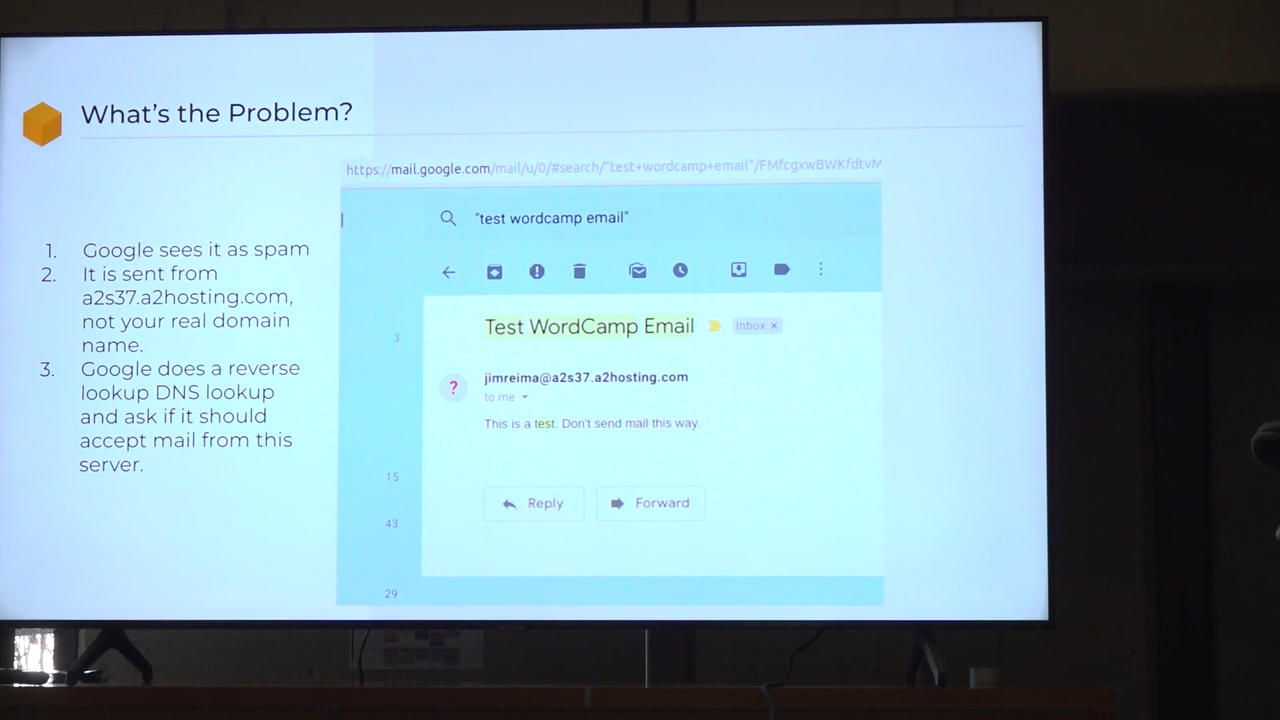 What's the Problem?
1. Google sees it as spam
2. It is sent from
a2s37.a2hosting.com,
not your real domain
name.
3. Google does a reverse
lookup DNS lookup
and ask if it should
accept mail from this
server.
https://mail.google.com/mail/u/0/#search/"test+wordcamp+email"/FMfcgxwBWKfdtvM
"test wordcamp email"
Test WordCamp Email Inbox ×
3
jimreima@a2s37.a2hosting.com
? to me
This is a test. Don't send mail this way.
15
Reply Forward
43
29